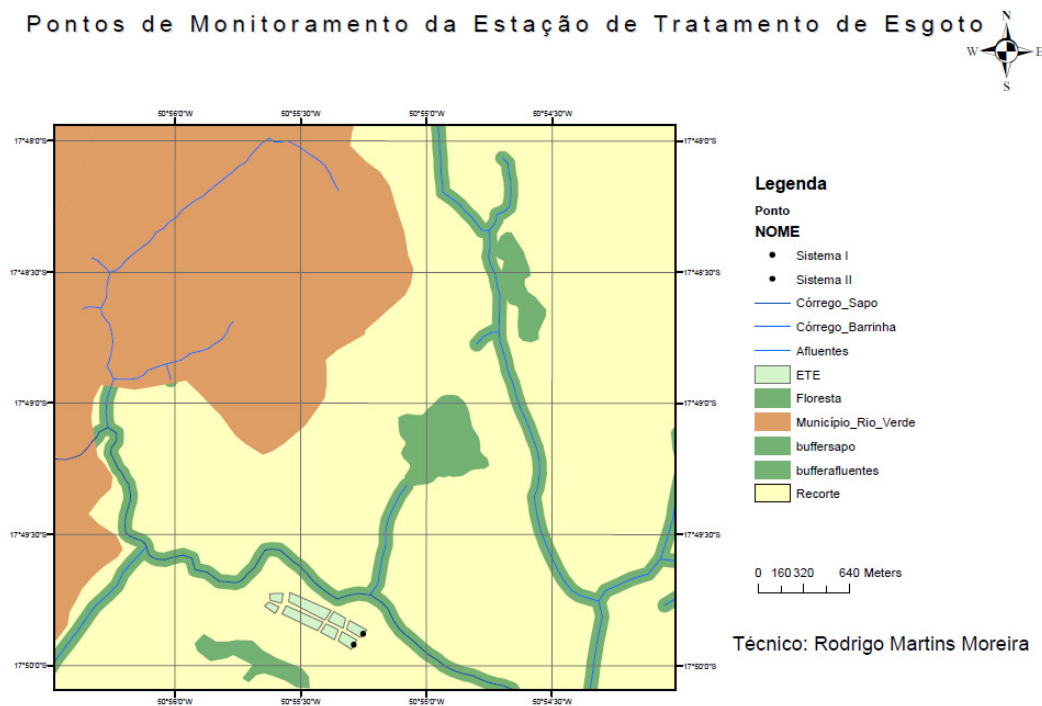 Pontos de Monitoramento da Estação de Tratamento de Esgoto
N
W E
S
50°56'0"W 50°55'30"W 50°55'0"W 50°54'30"W
17°48'0"S 17°48'0"S
17°48'30"S 17°48'30"S
17°49'0"S 17°49'0"S
17°49'30"S 17°49'30"S
17°50'0"S 17°50'0"S
50°56'0"W 50°55'30"W 50°55'0"W 50°54'30"W
Legenda
Ponto
NOME
Sistema I
Sistema II
Córrego_Sapo
Córrego_Barrinha
Afluentes
ETE
Floresta
Município_Rio_Verde
buffersapo
bufferafluentes
Recorte
0 160 320 640 Meters
Técnico: Rodrigo Martins Moreira